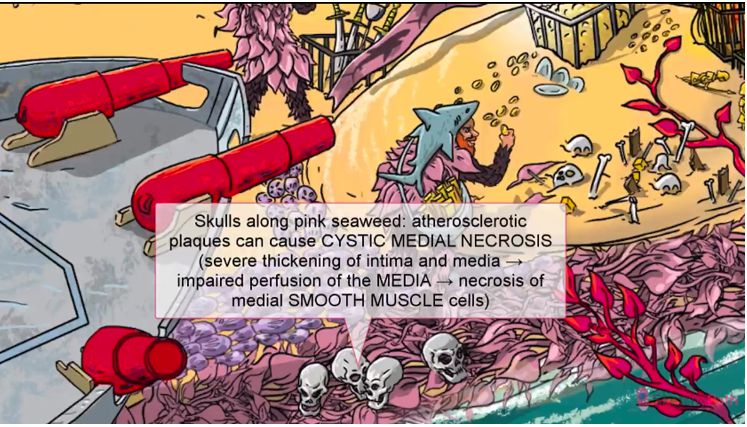 Skulls along pink seaweed: atherosclerotic
plaques can cause CYSTIC MEDIAL NECROSIS
(severe thickening of intima and media →
impaired perfusion of the MEDIA → necrosis of
medial SMOOTH MUSCLE cells)